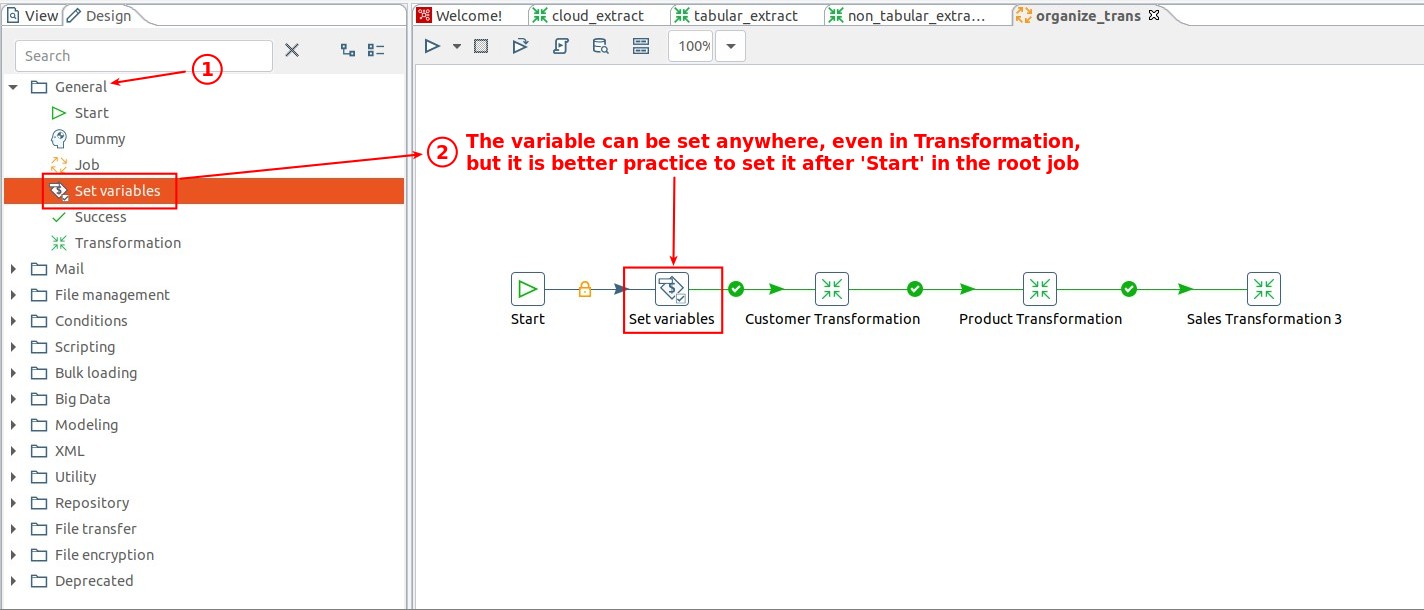 View
Design
Welcome!
cloud_extract
tabular_extract
non_tabular_extra...
organize_trans
Search
100%
1
General
Start
Dummy
Job
Set variables
Success
Transformation
Mail
File management
Conditions
Scripting
Bulk loading
Big Data
Modeling
XML
Utility
Repository
File transfer
File encryption
Deprecated
2
The variable can be set anywhere, even in Transformation,
but it is better practice to set it after 'Start' in the root job
Start
Set variables
Customer Transformation
Product Transformation
Sales Transformation 3